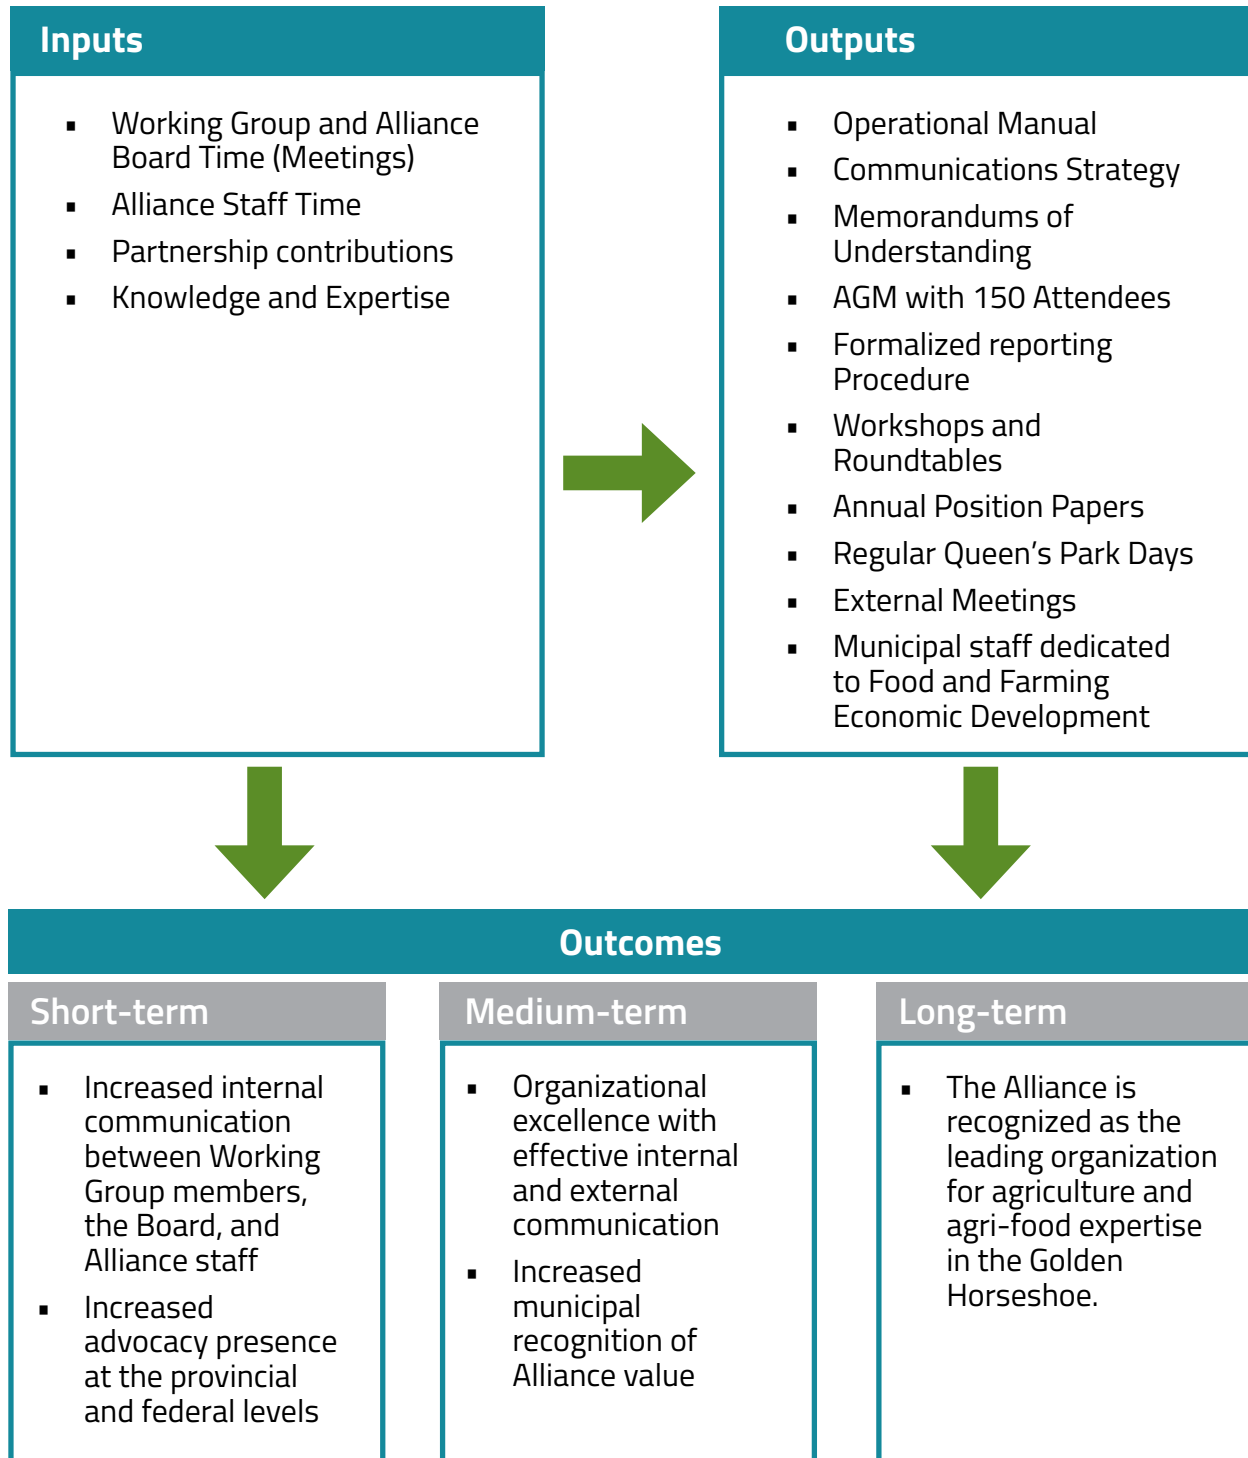 Inputs
▪ Working Group and Alliance
Board Time (Meetings)
▪ Alliance Staff Time
▪ Partnership contributions
▪ Knowledge and Expertise
Outputs
▪ Operational Manual
▪ Communications Strategy
▪ Memorandums of
Understanding
▪ AGM with 150 Attendees
▪ Formalized reporting
Procedure
▪ Workshops and
Roundtables
▪ Annual Position Papers
▪ Regular Queen’s Park Days
▪ External Meetings
▪ Municipal staff dedicated
to Food and Farming
Economic Development
Outcomes
Short-term
▪ Increased internal
communication
between Working
Group members,
the Board, and
Alliance staff
▪ Increased
advocacy presence
at the provincial
and federal levels
Medium-term
▪ Organizational
excellence with
effective internal
and external
communication
▪ Increased
municipal
recognition of
Alliance value
Long-term
▪ The Alliance is
recognized as the
leading organization
for agriculture and
agri-food expertise
in the Golden
Horseshoe.